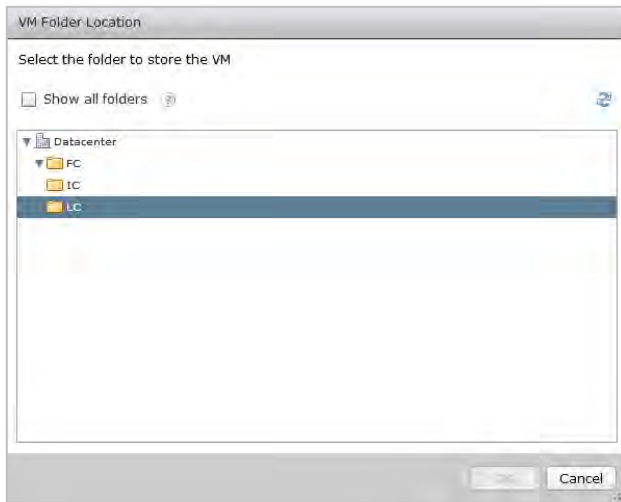 VM Folder Location
Select the folder to store the VM
Show all folders
Datacenter
FC
IC
LC
Cancel